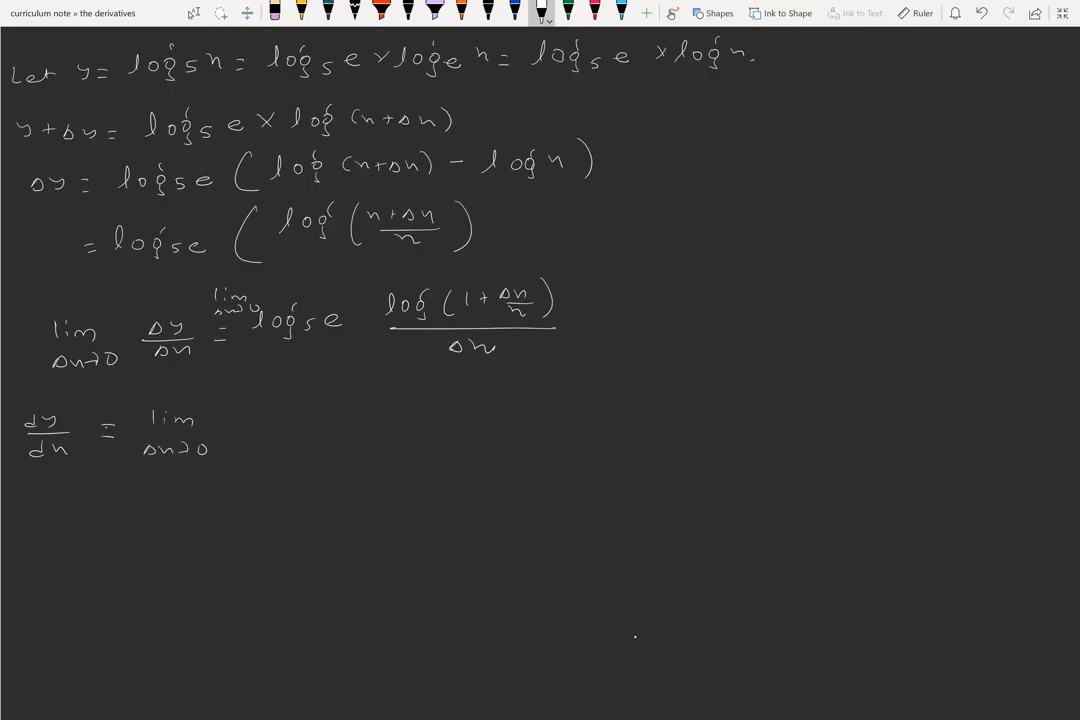 curriculum note » the derivatives
Shapes Ink to Shape Ink to Text Ruler
Let y = log₅ x = log₅ e × logₑ x = log₅ e × log x.
y + Δy = log₅ e × log (x + Δx)
Δy = log₅ e ( log (x + Δx) - log x )
= log₅ e ( log ( (x + Δx)/x )
lim Δx→0 Δy/Δx = lim Δx→0 log₅ e log (1 + Δx/x) / Δx
dy/dx = lim Δx→0